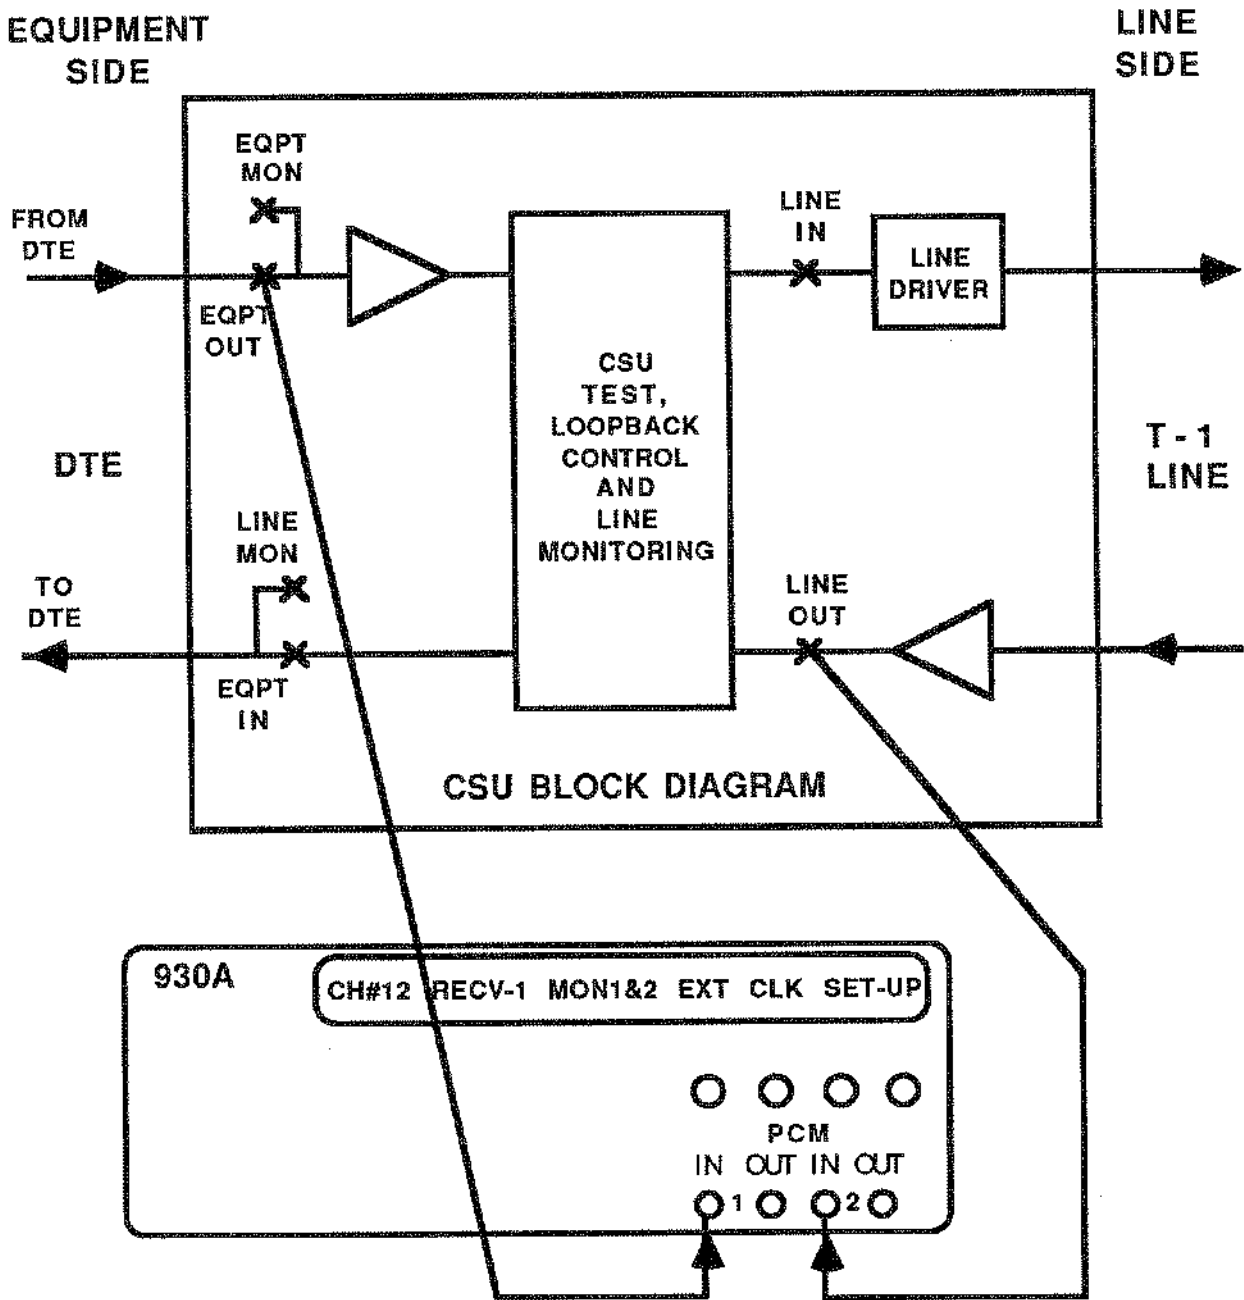 EQUIPMENT
SIDE
LINE
SIDE
EQPT
MON
FROM
DTE
EQPT
OUT
LINE
IN
LINE
DRIVER
CSU
TEST,
LOOPBACK
CONTROL
AND
LINE
MONITORING
DTE
T-1
LINE
LINE
MON
TO
DTE
EQPT
IN
LINE
OUT
CSU BLOCK DIAGRAM
930A
CH#12 RECV-1 MON1&2 EXT CLK SET-UP
PCM
IN OUT IN OUT
1 2